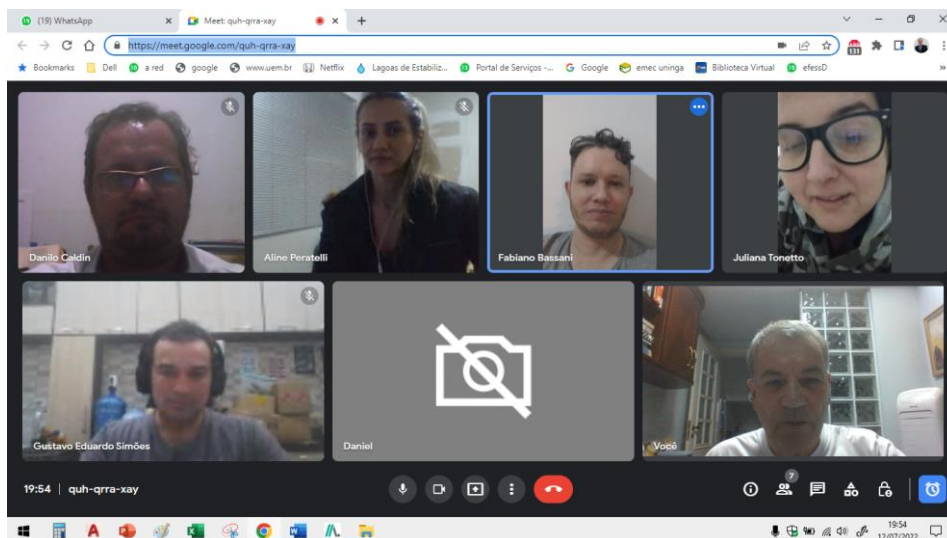 (19) WhatsApp
Meet: quh-qrra-xay
https://meet.google.com/quh-qrra-xay
Bookmarks Dell a red google www.uem.br Netflix Lagoas de Estabiliz... Portal de Serviços -... Google emec uninga Biblioteca Virtual efessD
Danilo Caldin
Aline Peratelli
Fabiano Bassani
Juliana Tonetto
Gustavo Eduardo Simões
Daniel
Você
19:54 | quh-qrra-xay
7
19:54
12/07/2022